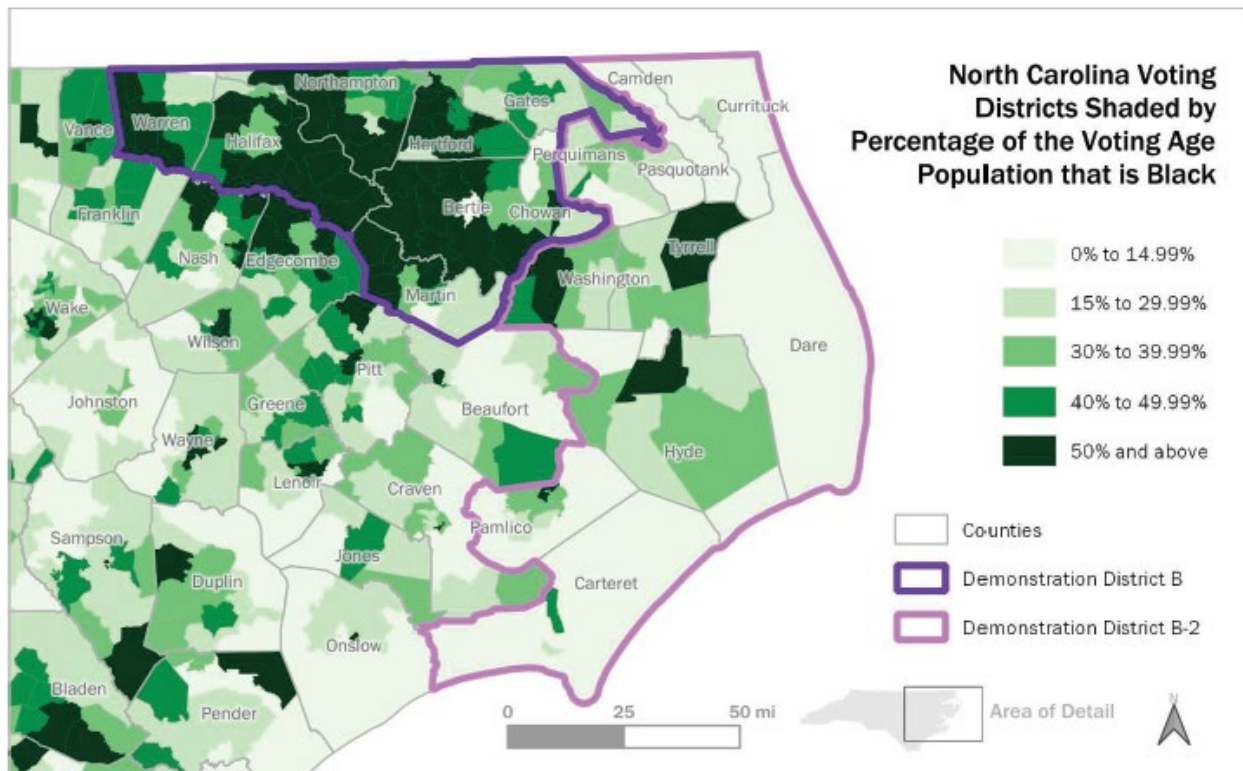 North Carolina Voting
Districts Shaded by
Percentage of the Voting Age
Population that is Black
0% to 14.99%
15% to 29.99%
30% to 39.99%
40% to 49.99%
50% and above
Counties
Demonstration District B
Demonstration District B-2
Camden
Currituck
Northampton
Gates
Vance
Warren
Halifax
Hertford
Perquimans
Pasquotank
Franklin
Bertie
Chowan
Nash
Edgecombe
Tyrrell
Washington
Martin
Wake
Wilson
Dare
Pitt
Johnston
Greene
Beaufort
Wayne
Hyde
Lenoir
Craven
Pamlico
Sampson
Jones
Duplin
Carteret
Onslow
Bladen
Pender
0 25 50 mi
Area of Detail
N